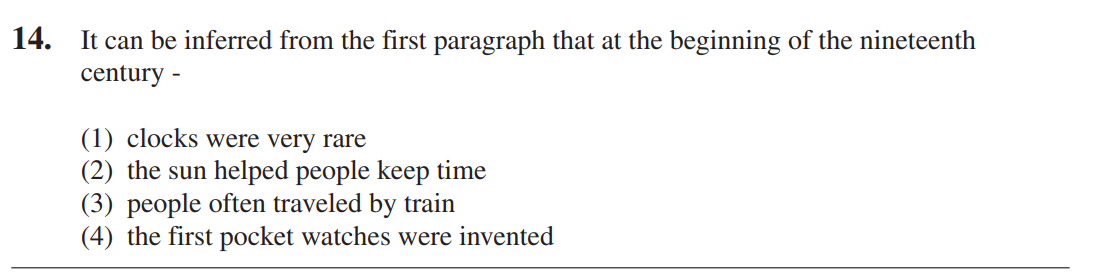 14. It can be inferred from the first paragraph that at the beginning of the nineteenth
century -
(1) clocks were very rare
(2) the sun helped people keep time
(3) people often traveled by train
(4) the first pocket watches were invented